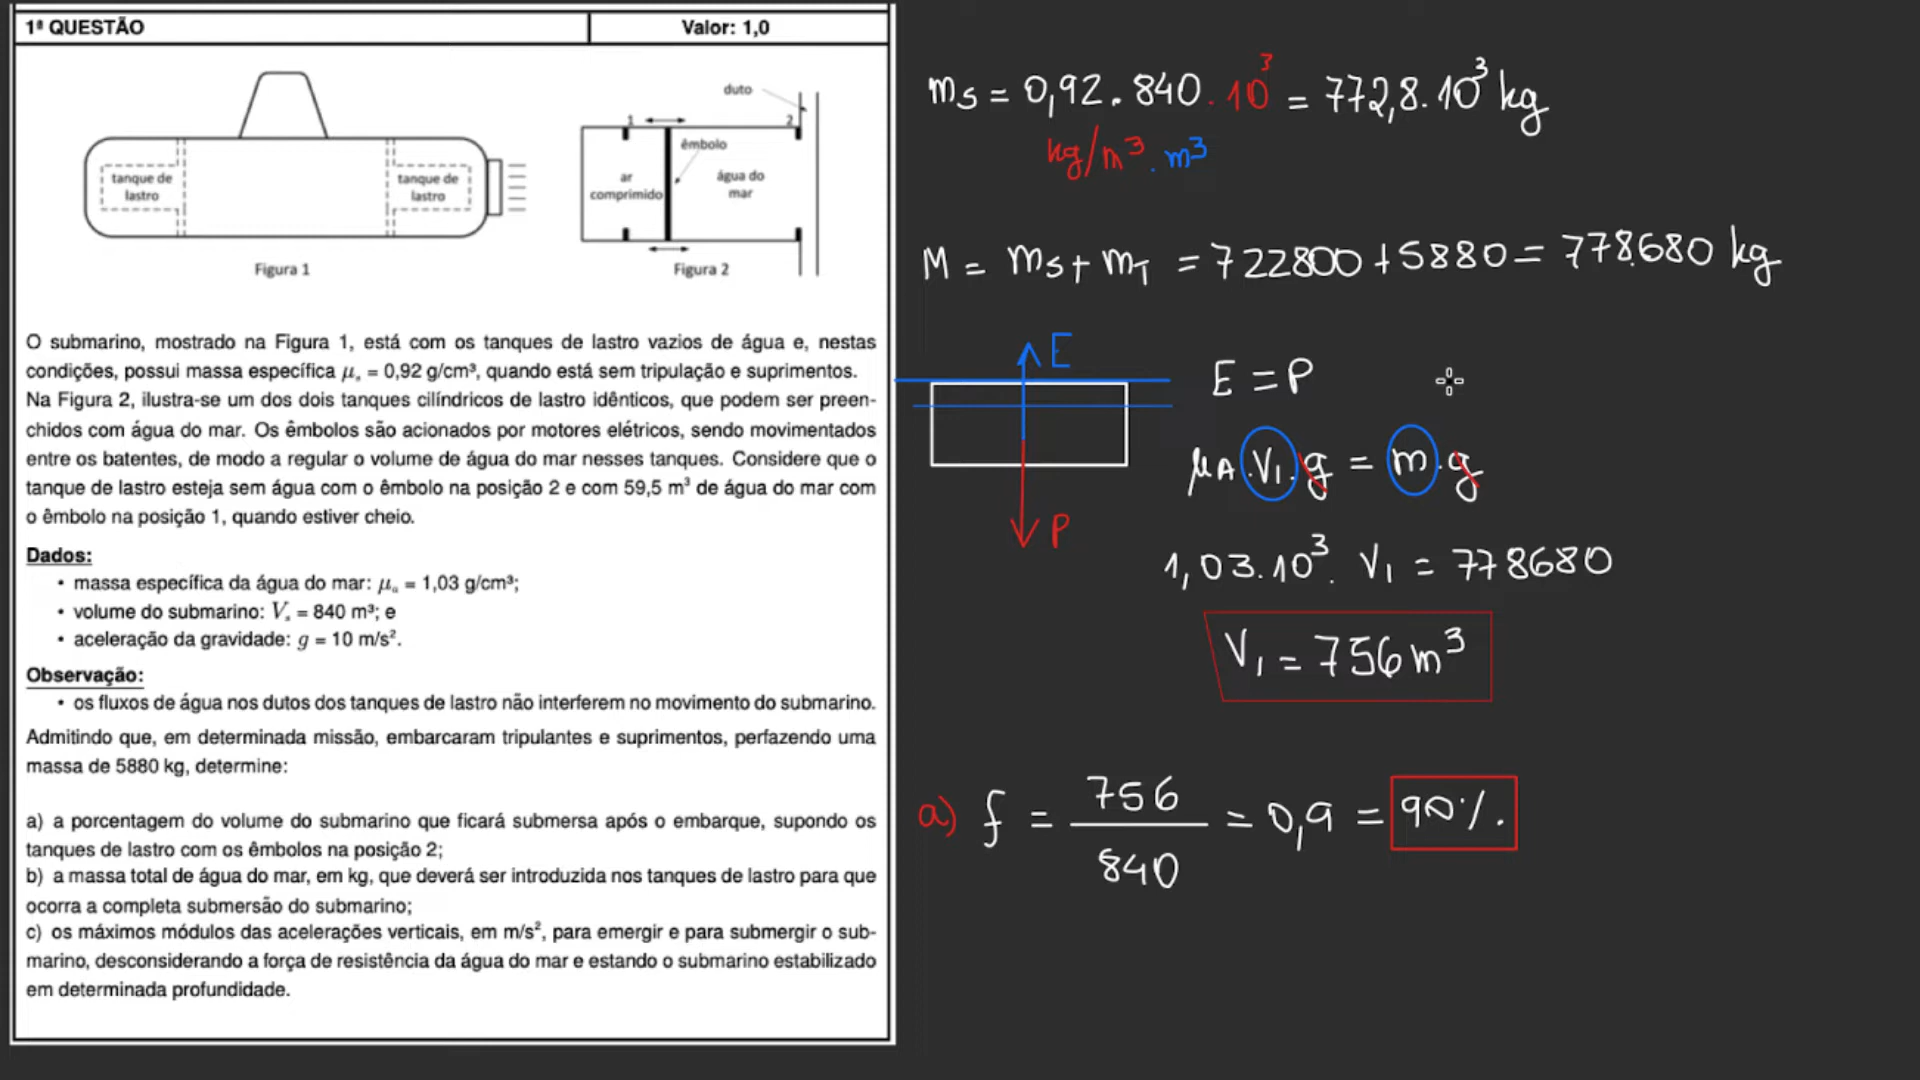 1ª QUESTÃO
Valor: 1,0
tanque de
lastro
tanque de
lastro
Figura 1
duto
1
2
êmbolo
ar
comprimido
água do
mar
Figura 2
O submarino, mostrado na Figura 1, está com os tanques de lastro vazios de água e, nestas
condições, possui massa específica μs = 0,92 g/cm³, quando está sem tripulação e suprimentos.
Na Figura 2, ilustra-se um dos dois tanques cilíndricos de lastro idênticos, que podem ser preen-
chidos com água do mar. Os êmbolos são acionados por motores elétricos, sendo movimentados
entre os batentes, de modo a regular o volume de água do mar nesses tanques. Considere que o
tanque de lastro esteja sem água com o êmbolo na posição 2 e com 59,5 m³ de água do mar com
o êmbolo na posição 1, quando estiver cheio.
Dados:
• massa específica da água do mar: μa = 1,03 g/cm³;
• volume do submarino: Vs = 840 m³; e
• aceleração da gravidade: g = 10 m/s².
Observação:
• os fluxos de água nos dutos dos tanques de lastro não interferem no movimento do submarino.
Admitindo que, em determinada missão, embarcaram tripulantes e suprimentos, perfazendo uma
massa de 5880 kg, determine:
a) a porcentagem do volume do submarino que ficará submersa após o embarque, supondo os
tanques de lastro com os êmbolos na posição 2;
b) a massa total de água do mar, em kg, que deverá ser introduzida nos tanques de lastro para que
ocorra a completa submersão do submarino;
c) os máximos módulos das acelerações verticais, em m/s², para emergir e para submergir o sub-
marino, desconsiderando a força de resistência da água do mar e estando o submarino estabilizado
em determinada profundidade.
mS = 0,92 . 840 . 10³ = 772,8 . 10³ kg
kg/m³ . m³
M = mS + mT = 722800 + 5880 = 778.680 kg
E
P
E = P
μA . V1 . g = m . g
1,03 . 10³ . V1 = 778680
V1 = 756 m³
a) f = 756/840 = 0,9 = 90%.